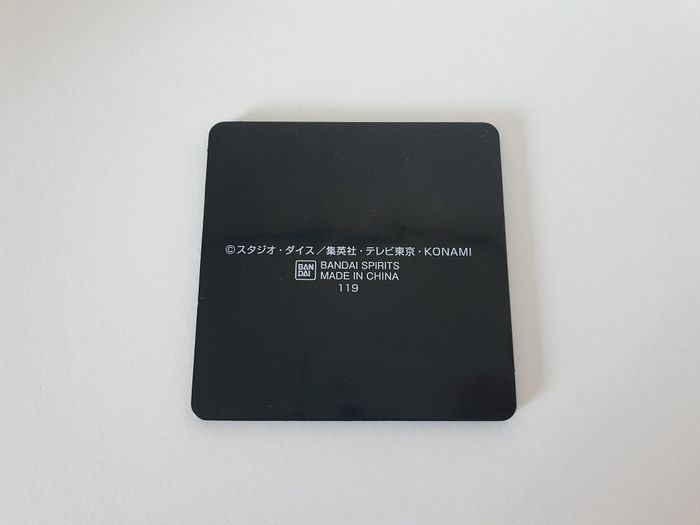 ©スタジオ・ダイス／集英社・テレビ東京・KONAMI
BAN DAI BANDAI SPIRITS
MADE IN CHINA
119